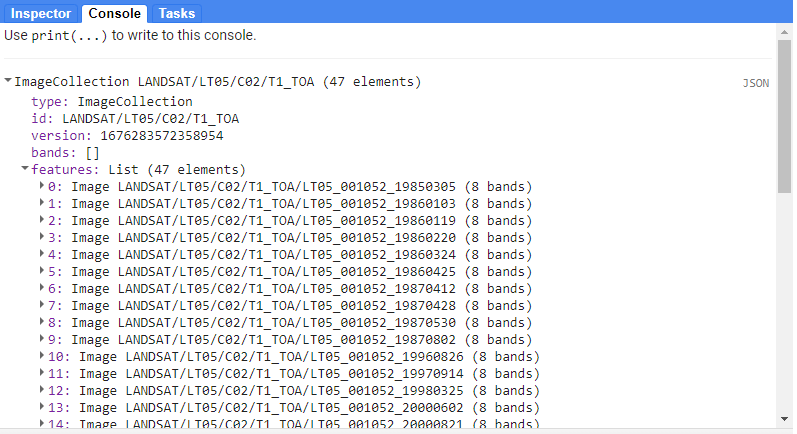 Inspector Console Tasks
Use print(...) to write to this console.
ImageCollection LANDSAT/LT05/C02/T1_TOA (47 elements) JSON
type: ImageCollection
id: LANDSAT/LT05/C02/T1_TOA
version: 1676283572358954
bands: []
features: List (47 elements)
0: Image LANDSAT/LT05/C02/T1_TOA/LT05_001052_19850305 (8 bands)
1: Image LANDSAT/LT05/C02/T1_TOA/LT05_001052_19860103 (8 bands)
2: Image LANDSAT/LT05/C02/T1_TOA/LT05_001052_19860119 (8 bands)
3: Image LANDSAT/LT05/C02/T1_TOA/LT05_001052_19860220 (8 bands)
4: Image LANDSAT/LT05/C02/T1_TOA/LT05_001052_19860324 (8 bands)
5: Image LANDSAT/LT05/C02/T1_TOA/LT05_001052_19860425 (8 bands)
6: Image LANDSAT/LT05/C02/T1_TOA/LT05_001052_19870412 (8 bands)
7: Image LANDSAT/LT05/C02/T1_TOA/LT05_001052_19870428 (8 bands)
8: Image LANDSAT/LT05/C02/T1_TOA/LT05_001052_19870530 (8 bands)
9: Image LANDSAT/LT05/C02/T1_TOA/LT05_001052_19870802 (8 bands)
10: Image LANDSAT/LT05/C02/T1_TOA/LT05_001052_19960826 (8 bands)
11: Image LANDSAT/LT05/C02/T1_TOA/LT05_001052_19970914 (8 bands)
12: Image LANDSAT/LT05/C02/T1_TOA/LT05_001052_19980325 (8 bands)
13: Image LANDSAT/LT05/C02/T1_TOA/LT05_001052_20000602 (8 bands)
14: Image LANDSAT/LT05/C02/T1_TOA/LT05_001052_20000821 (8 bands)